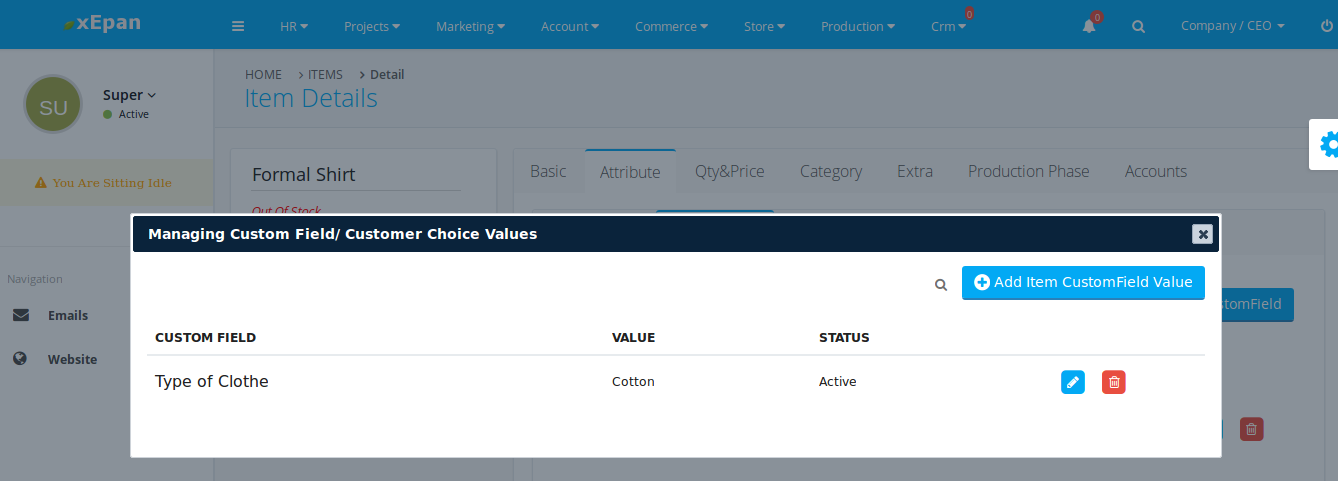 xEpan
HR
Projects
Marketing
Account
Commerce
Store
Production
Crm
0
0
Company / CEO
SU
Super
Active
You Are Sitting Idle
Navigation
Emails
Website
HOME > ITEMS > Detail
Item Details
Formal Shirt
Out Of Stock
Basic
Attribute
Qty&Price
Category
Extra
Production Phase
Accounts
Managing Custom Field/ Customer Choice Values
Add Item CustomField Value
CUSTOM FIELD VALUE STATUS
Type of Clothe Cotton Active